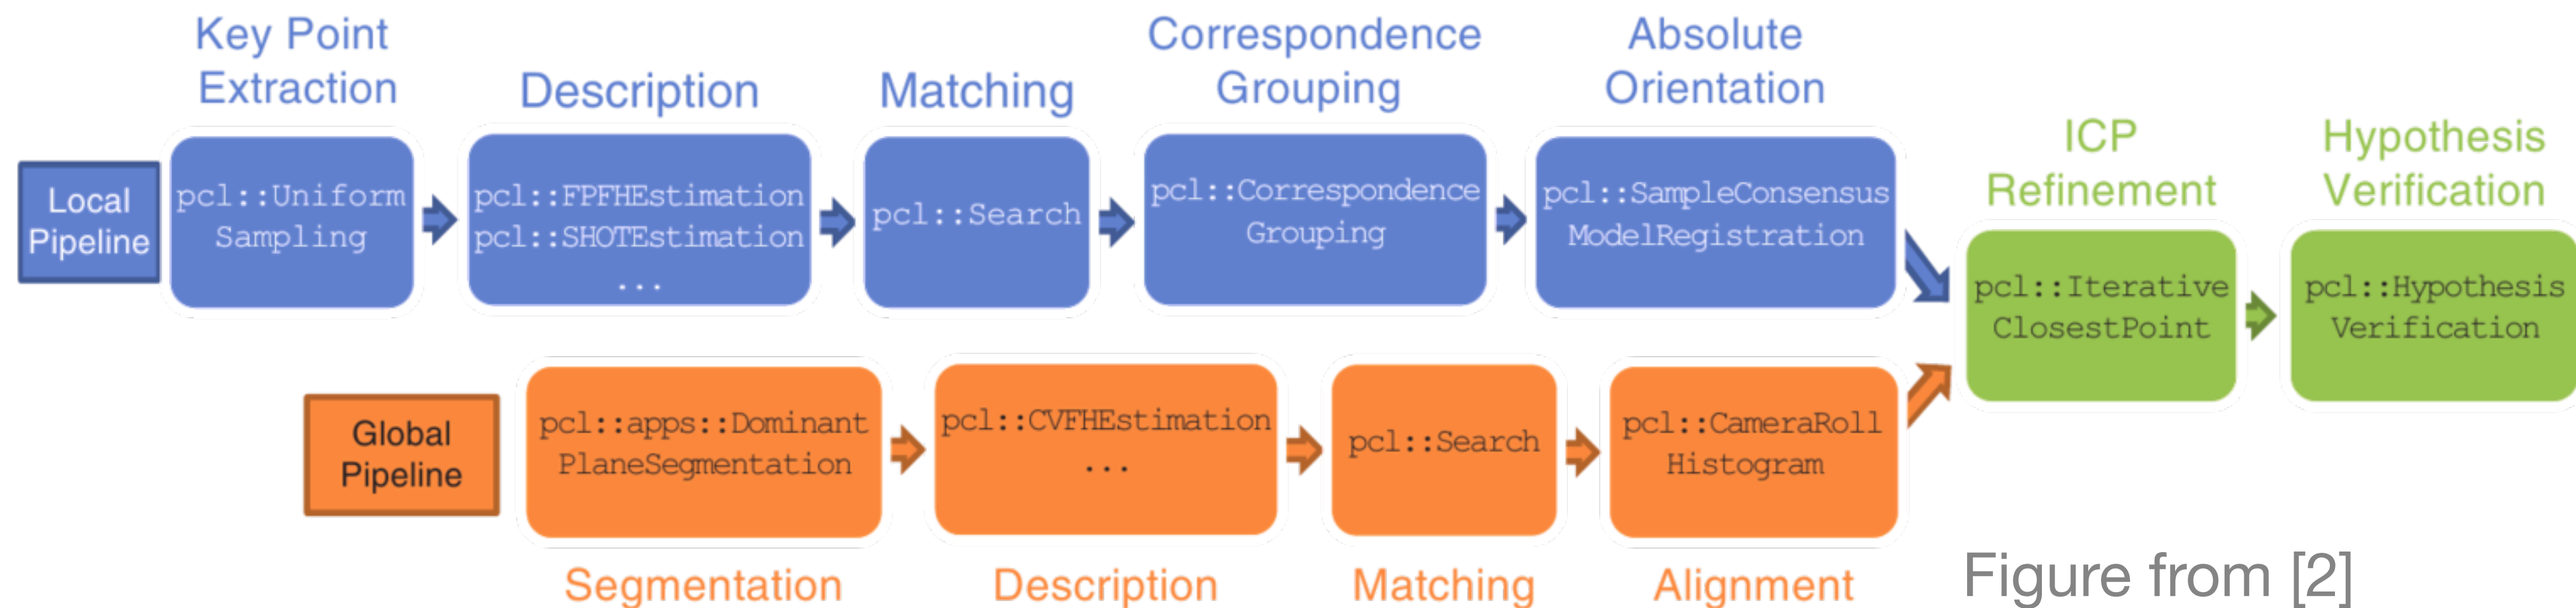 Key Point
Extraction
Description
Matching
Correspondence
Grouping
Absolute
Orientation
ICP
Refinement
Hypothesis
Verification
Local
Pipeline
pcl::Uniform
Sampling
pcl::FPFHEstimation
pcl::SHOTEstimation
...
pcl::Search
pcl::Correspondence
Grouping
pcl::SampleConsensus
ModelRegistration
pcl::Iterative
ClosestPoint
pcl::Hypothesis
Verification
Global
Pipeline
pcl::apps::Dominant
PlaneSegmentation
pcl::CVFHEstimation
...
pcl::Search
pcl::CameraRoll
Histogram
Segmentation
Description
Matching
Alignment
Figure from [2]